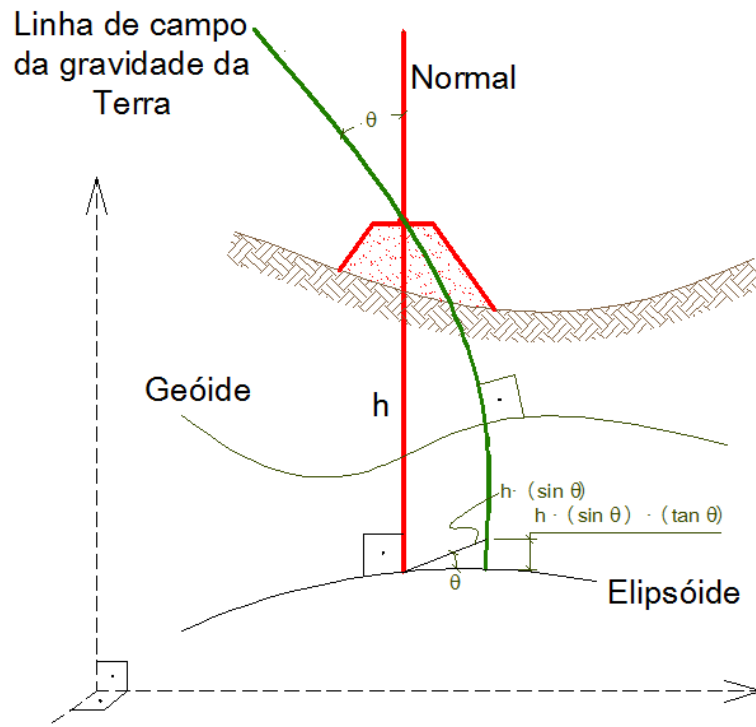 Linha de campo
da gravidade da
Terra
Normal
θ
Geóide
h
h· (sin θ)
h · (sin θ) · (tan θ)
θ
Elipsóide